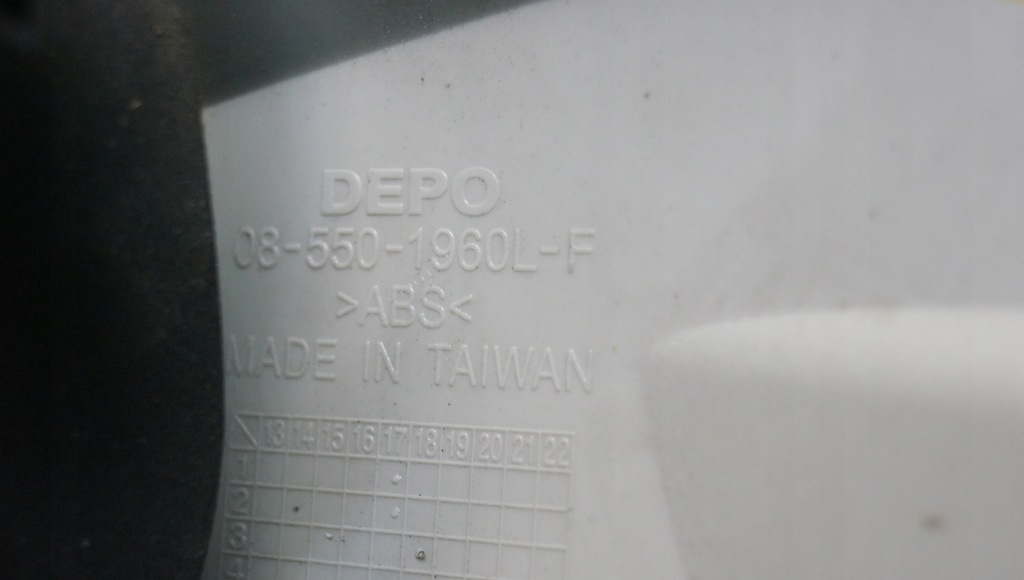 DEPO
08-550-1960L-F
>ABS<
MADE IN TAIWAN
13 14 15 16 17 18 19 20 21 22
1
2
3
4